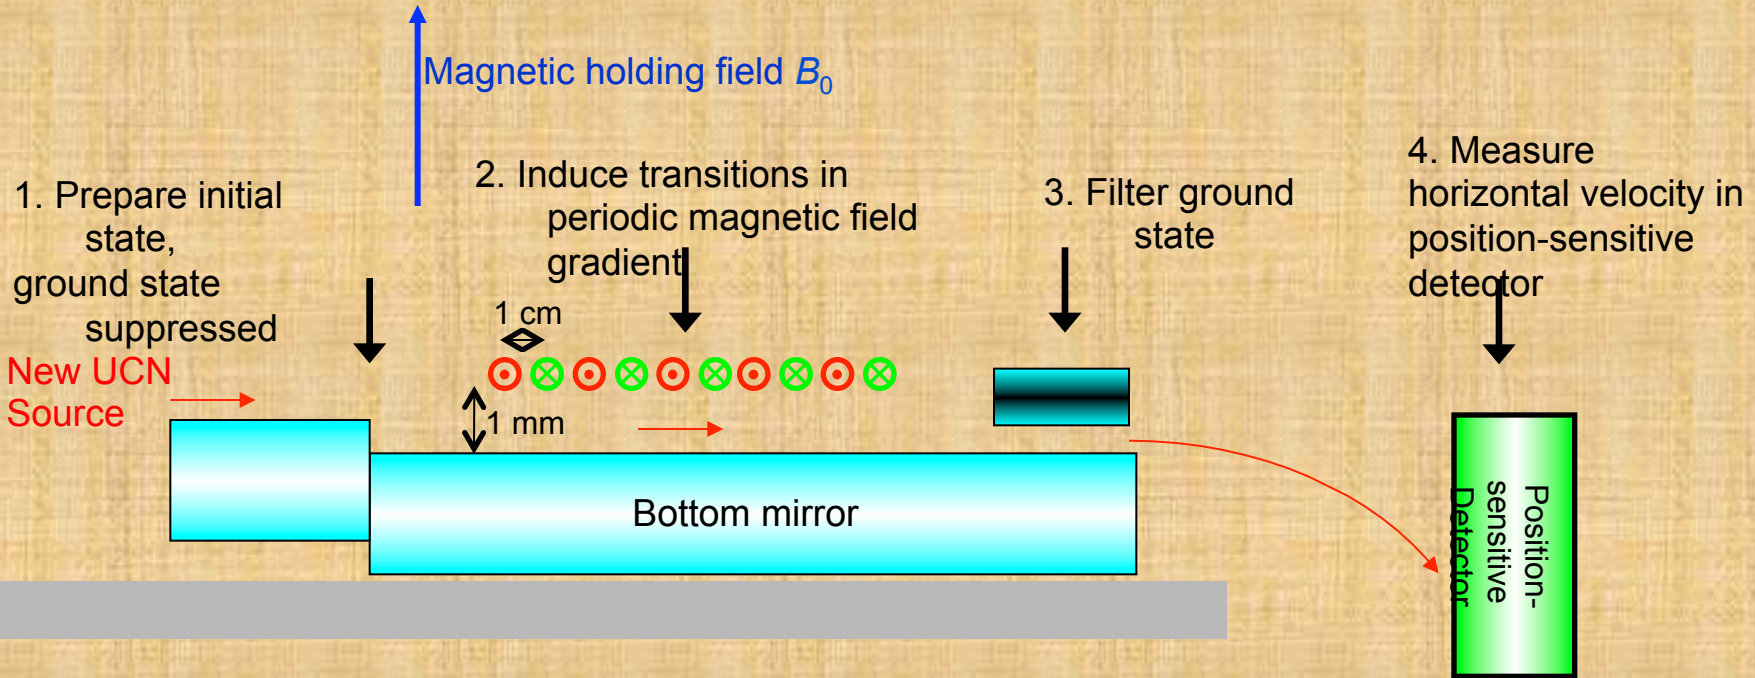 Magnetic holding field B₀
1. Prepare initial
state,
ground state
suppressed
2. Induce transitions in
periodic magnetic field
gradient
3. Filter ground
state
4. Measure
horizontal velocity in
position-sensitive
detector
1 cm
New UCN
Source
1 mm
Bottom mirror
Position-
sensitive
Detector